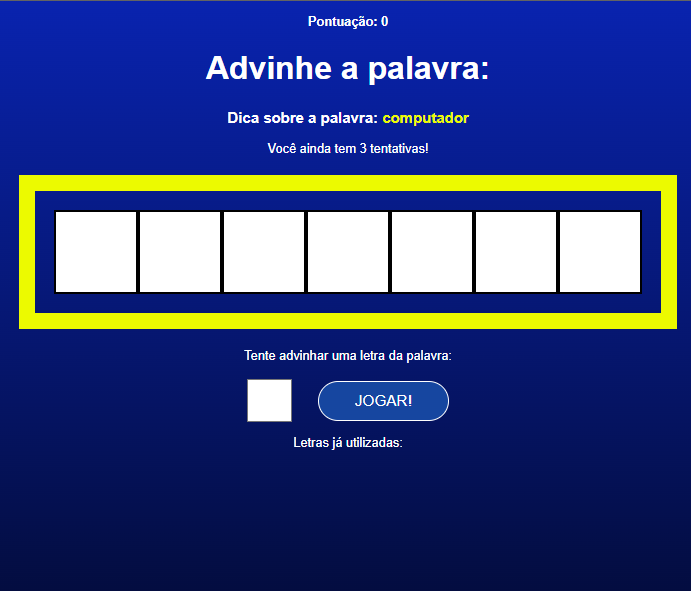 Pontuação: 0
Advinhe a palavra:
Dica sobre a palavra: computador
Você ainda tem 3 tentativas!
Tente advinhar uma letra da palavra:
JOGAR!
Letras já utilizadas: